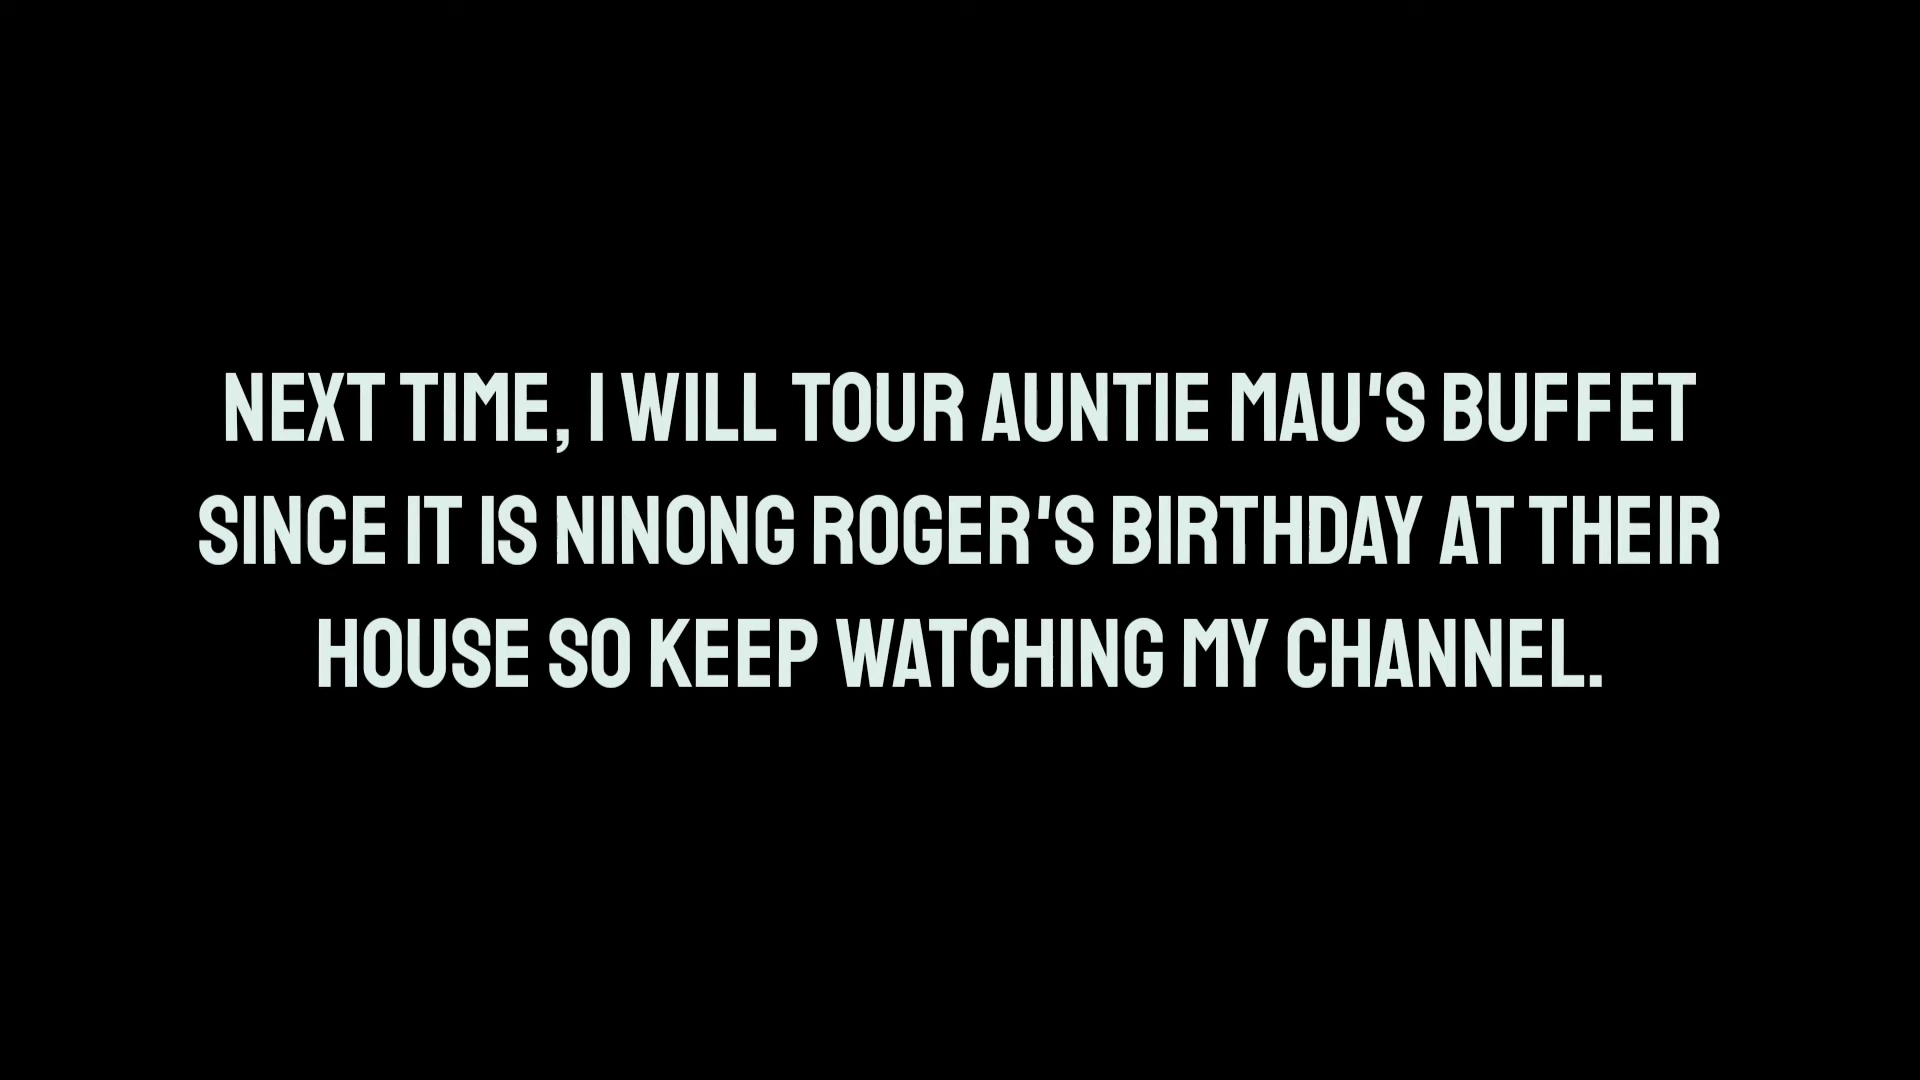 NEXT TIME, I WILL TOUR AUNTIE MAU'S BUFFET
SINCE IT IS NINONG ROGER'S BIRTHDAY AT THEIR
HOUSE SO KEEP WATCHING MY CHANNEL.